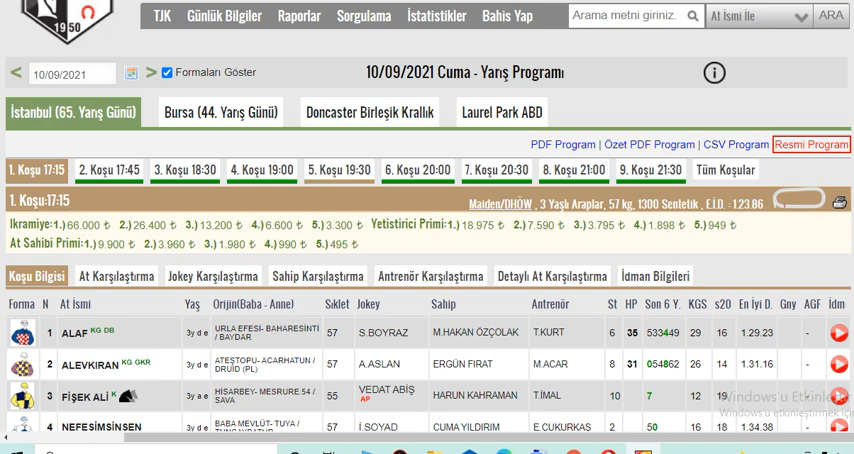 1950
TJK Günlük Bilgiler Raporlar Sorgulama İstatistikler Bahis Yap Arama metni giriniz. At İsmi İle ARA
< 10/09/2021 > Formaları Göster 10/09/2021 Cuma - Yarış Programı
İstanbul (65. Yarış Günü) Bursa (44. Yarış Günü) Doncaster Birleşik Krallık Laurel Park ABD
PDF Program | Özet PDF Program | CSV Program Resmi Program
1. Koşu 17:15 2. Koşu 17:45 3. Koşu 18:30 4. Koşu 19:00 5. Koşu 19:30 6. Koşu 20:00 7. Koşu 20:30 8. Koşu 21:00 9. Koşu 21:30 Tüm Koşular
1. Koşu:17:15 Maiden/DHÖW , 3 Yaşlı Araplar, 57 kg, 1300 Sentetik , E.İ.D. : 1.23.86
Ikramiye:1.) 66.000 ₺ 2.) 26.400 ₺ 3.) 13.200 ₺ 4.) 6.600 ₺ 5.) 3.300 ₺ Yetistirici Primi:1.) 18.975 ₺ 2.) 7.590 ₺ 3.) 3.795 ₺ 4.) 1.898 ₺ 5.) 949 ₺
At Sahibi Primi:1.) 9.900 ₺ 2.) 3.960 ₺ 3.) 1.980 ₺ 4.) 990 ₺ 5.) 495 ₺
Koşu Bilgisi At Karşılaştırma Jokey Karşılaştırma Sahip Karşılaştırma Antrenör Karşılaştırma Detaylı At Karşılaştırma İdman Bilgileri
Forma N At İsmi Yaş Orijin(Baba - Anne) Sıklet Jokey Sahip Antrenör St HP Son 6 Y. KGS s20 En İyi D. Gny AGF İdm
1 ALAF KG DB 3y d e URLA EFESİ- BAHARESİNTİ / BAYDAR 57 S.BOYRAZ M.HAKAN ÖZÇOLAK T.KURT 6 35 533449 29 16 1.29.23 -
2 ALEVKIRAN KG GKR 3y d e ATEŞTOPU- ACARHATUN / DRUİD (PL) 57 A.ASLAN ERGÜN FIRAT M.ACAR 8 31 054862 26 14 1.31.16 -
3 FİŞEK ALİ K 3y a e HİSARBEY- MESRURE.54 / SAVA 55 VEDAT ABİŞ AP HARUN KAHRAMAN T.İMAL 10 7 12 19
Windows'u Etkinleştir
Windows'u etkinleştirmek için
4 NEFESİMSİNSEN 3y d e BABA MEVLÜT- TUYA / 57 İ.SOYAD CUMA YILDIRIM E.CUKURKAS 2 50 16 18 1.34.38 -